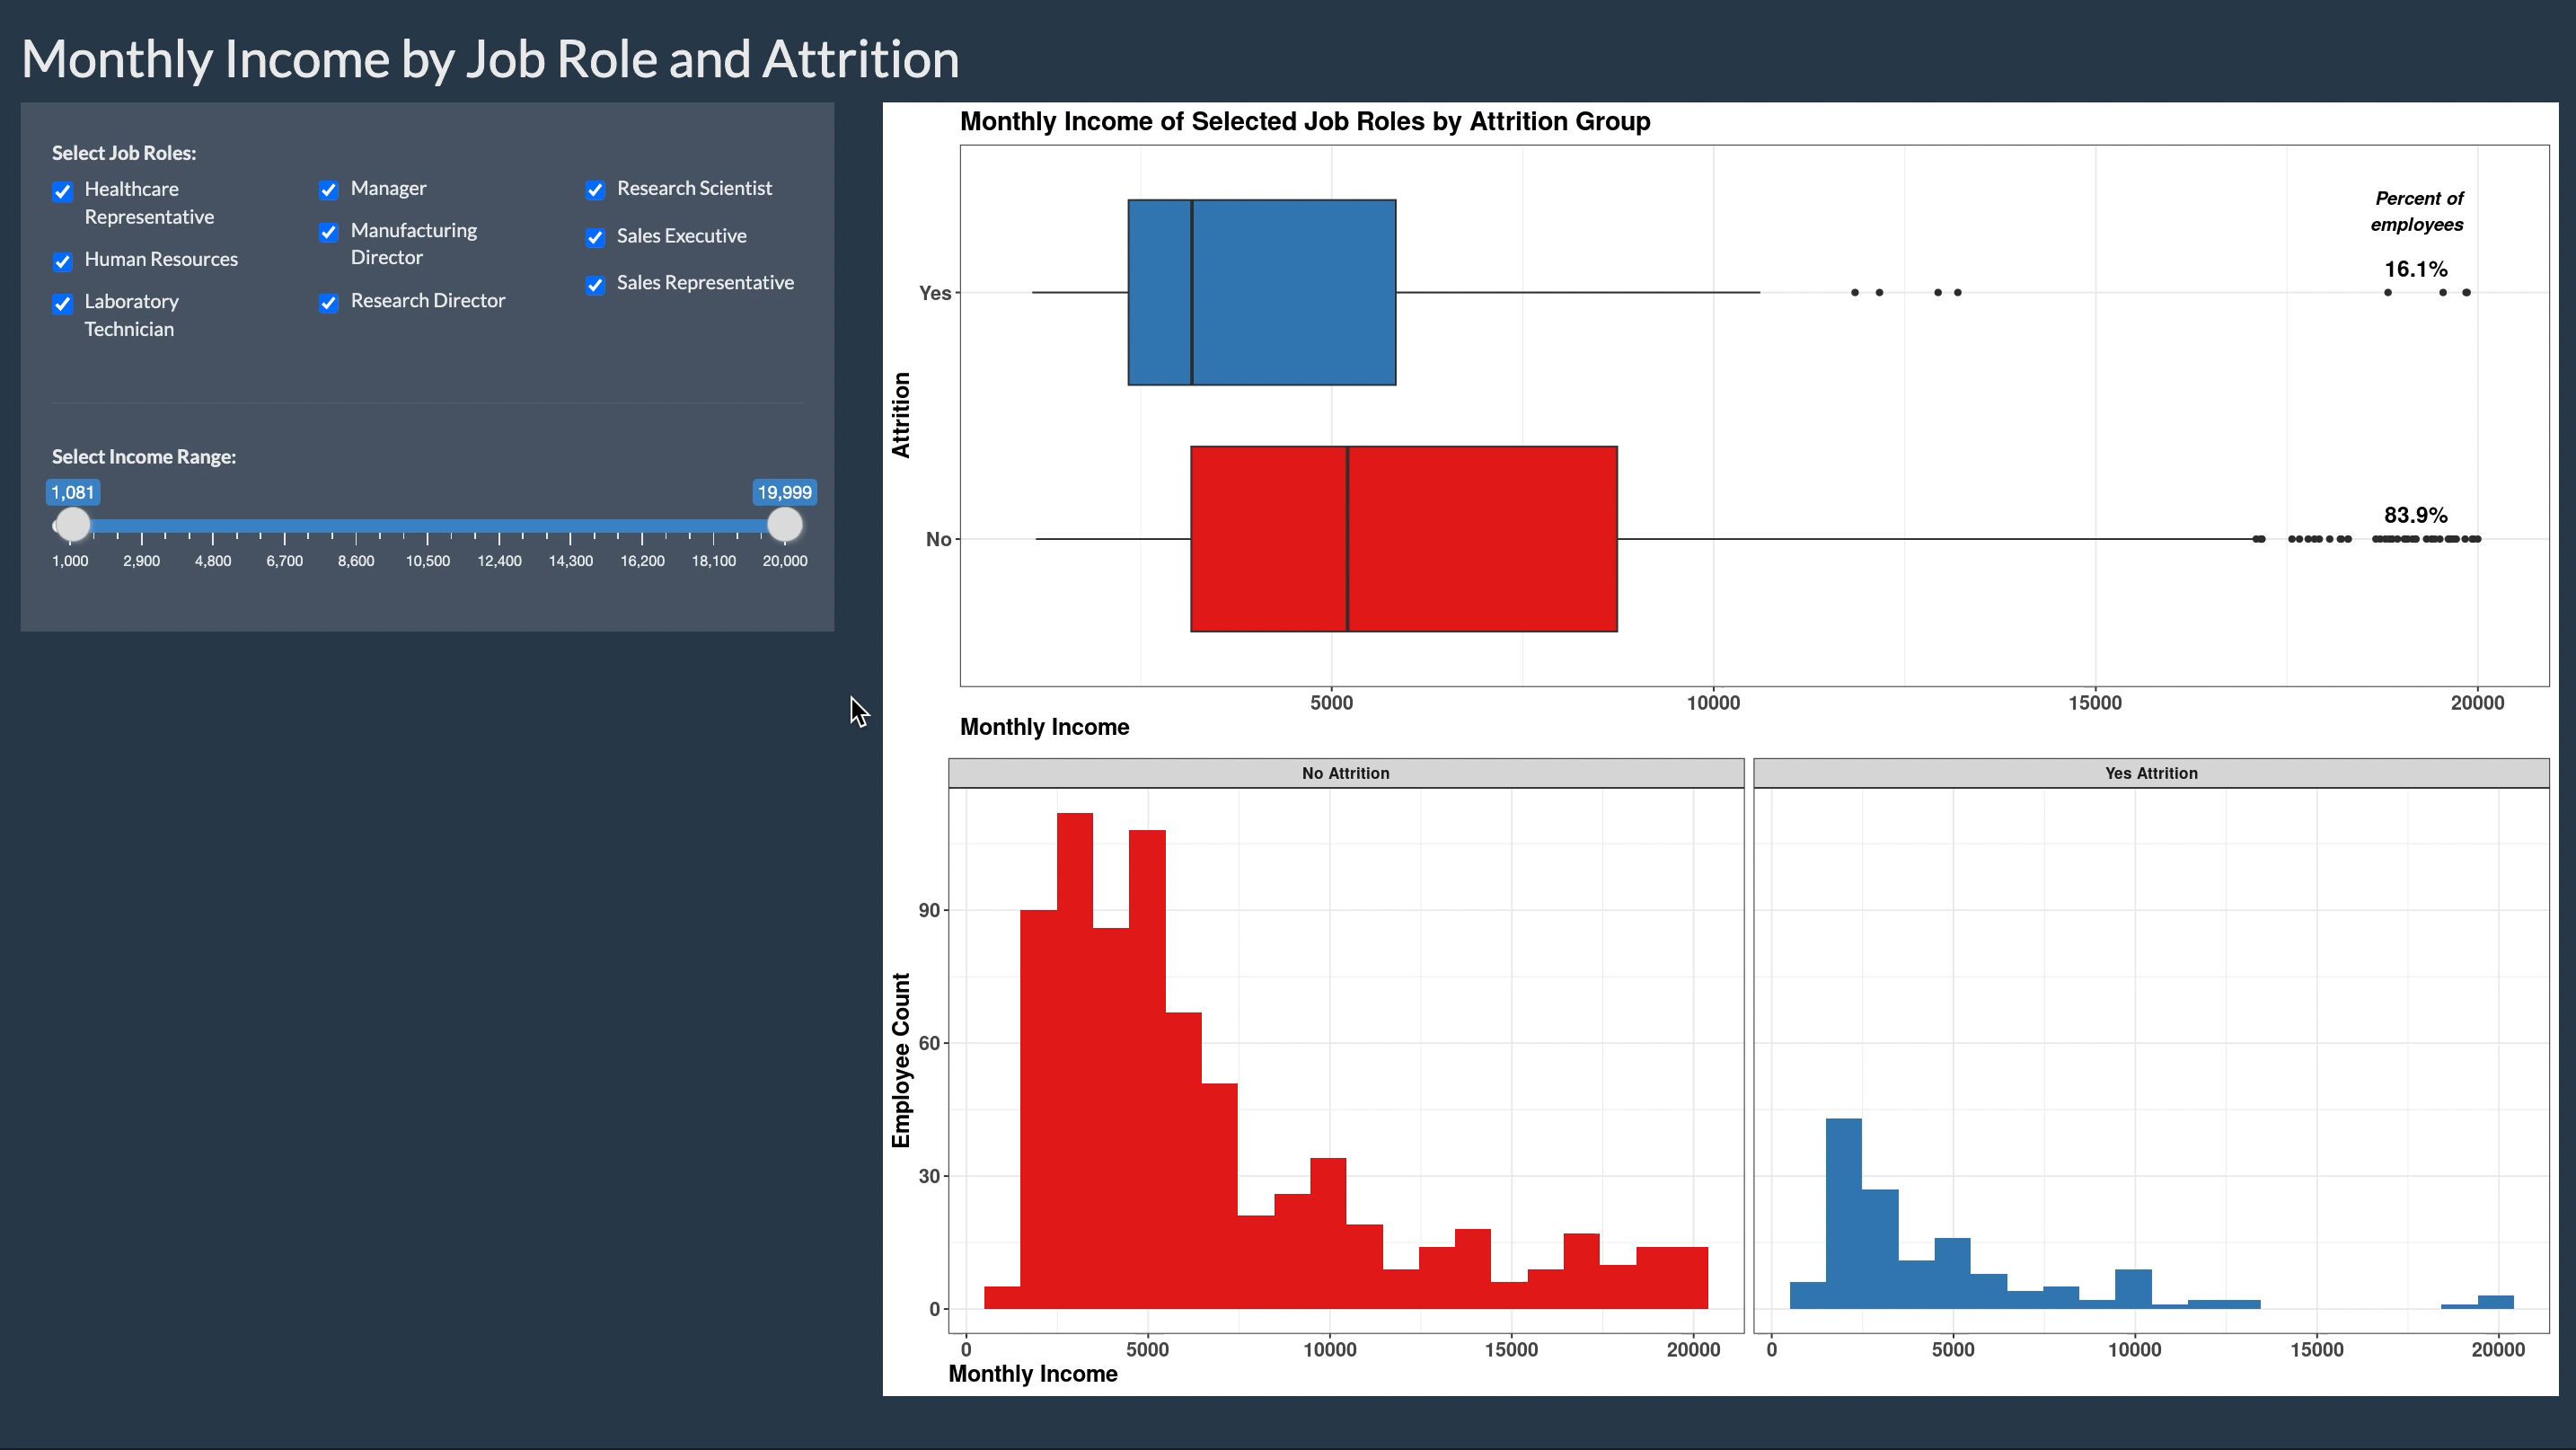 Monthly Income by Job Role and Attrition
Select Job Roles:
Healthcare
Representative
Human Resources
Laboratory
Technician
Manager
Manufacturing
Director
Research Director
Research Scientist
Sales Executive
Sales Representative
Select Income Range:
1,081 19,999
1,000 2,900 4,800 6,700 8,600 10,500 12,400 14,300 16,200 18,100 20,000
Monthly Income of Selected Job Roles by Attrition Group
Percent of
employees
16.1%
Yes
Attrition
83.9%
No
5000 10000 15000 20000
Monthly Income
No Attrition Yes Attrition
90
60
30
0
Employee Count
0 5000 10000 15000 20000 0 5000 10000 15000 20000
Monthly Income